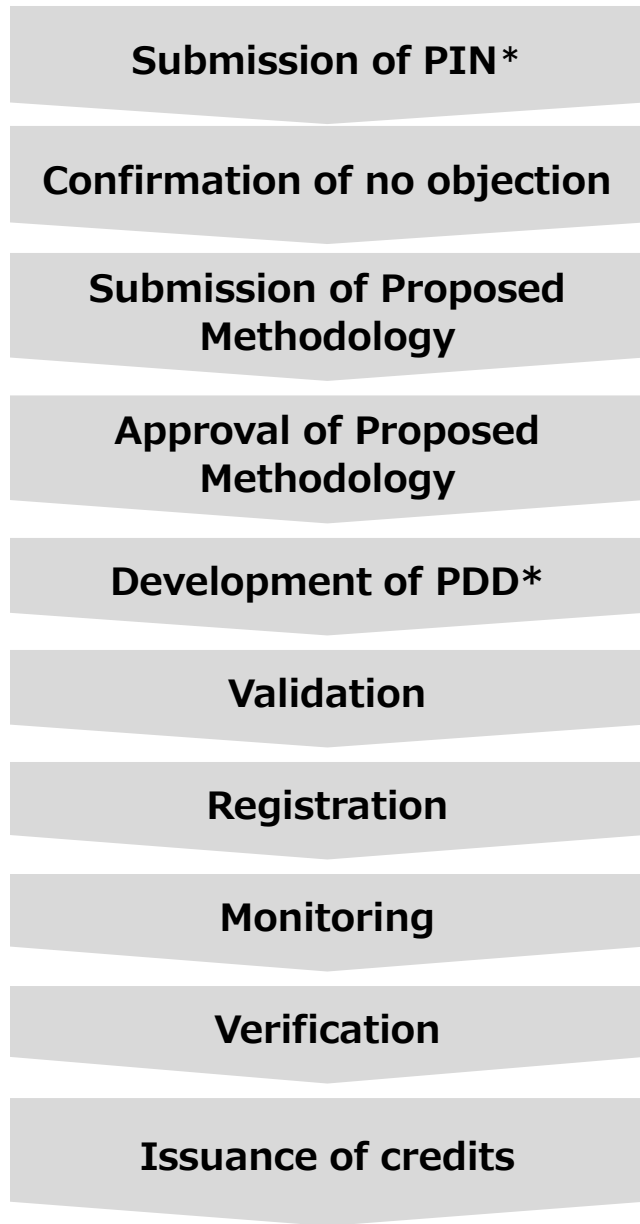 Submission of PIN*
Confirmation of no objection
Submission of Proposed
Methodology
Approval of Proposed
Methodology
Development of PDD*
Validation
Registration
Monitoring
Verification
Issuance of credits